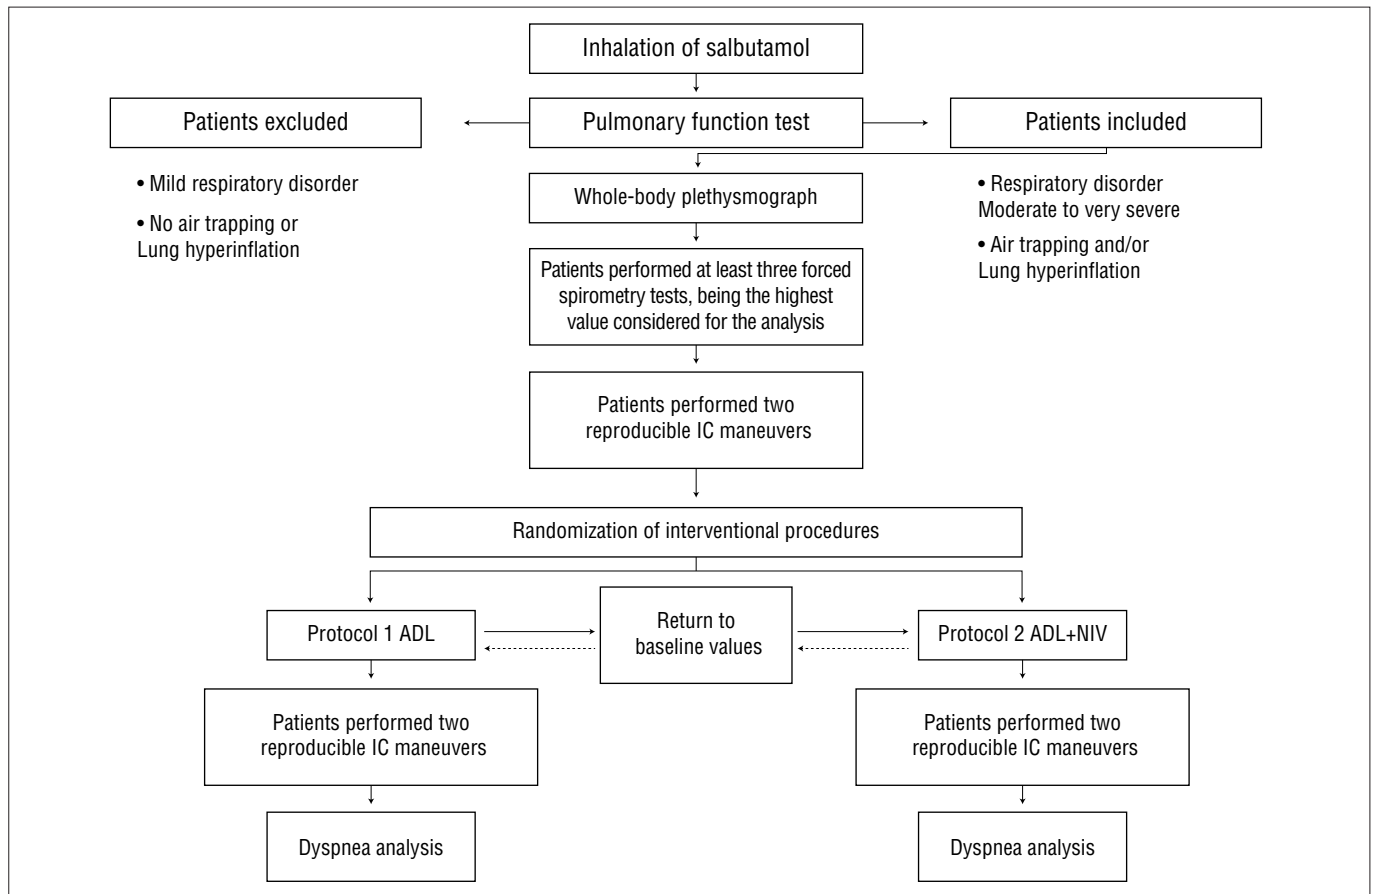 Inhalation of salbutamol
Patients excluded
Pulmonary function test
Patients included
• Mild respiratory disorder
• No air trapping or
Lung hyperinflation
• Respiratory disorder
Moderate to very severe
• Air trapping and/or
Lung hyperinflation
Whole-body plethysmograph
Patients performed at least three forced
spirometry tests, being the highest
value considered for the analysis
Patients performed two
reproducible IC maneuvers
Randomization of interventional procedures
Protocol 1 ADL
Return to
baseline values
Protocol 2 ADL+NIV
Patients performed two
reproducible IC maneuvers
Patients performed two
reproducible IC maneuvers
Dyspnea analysis
Dyspnea analysis